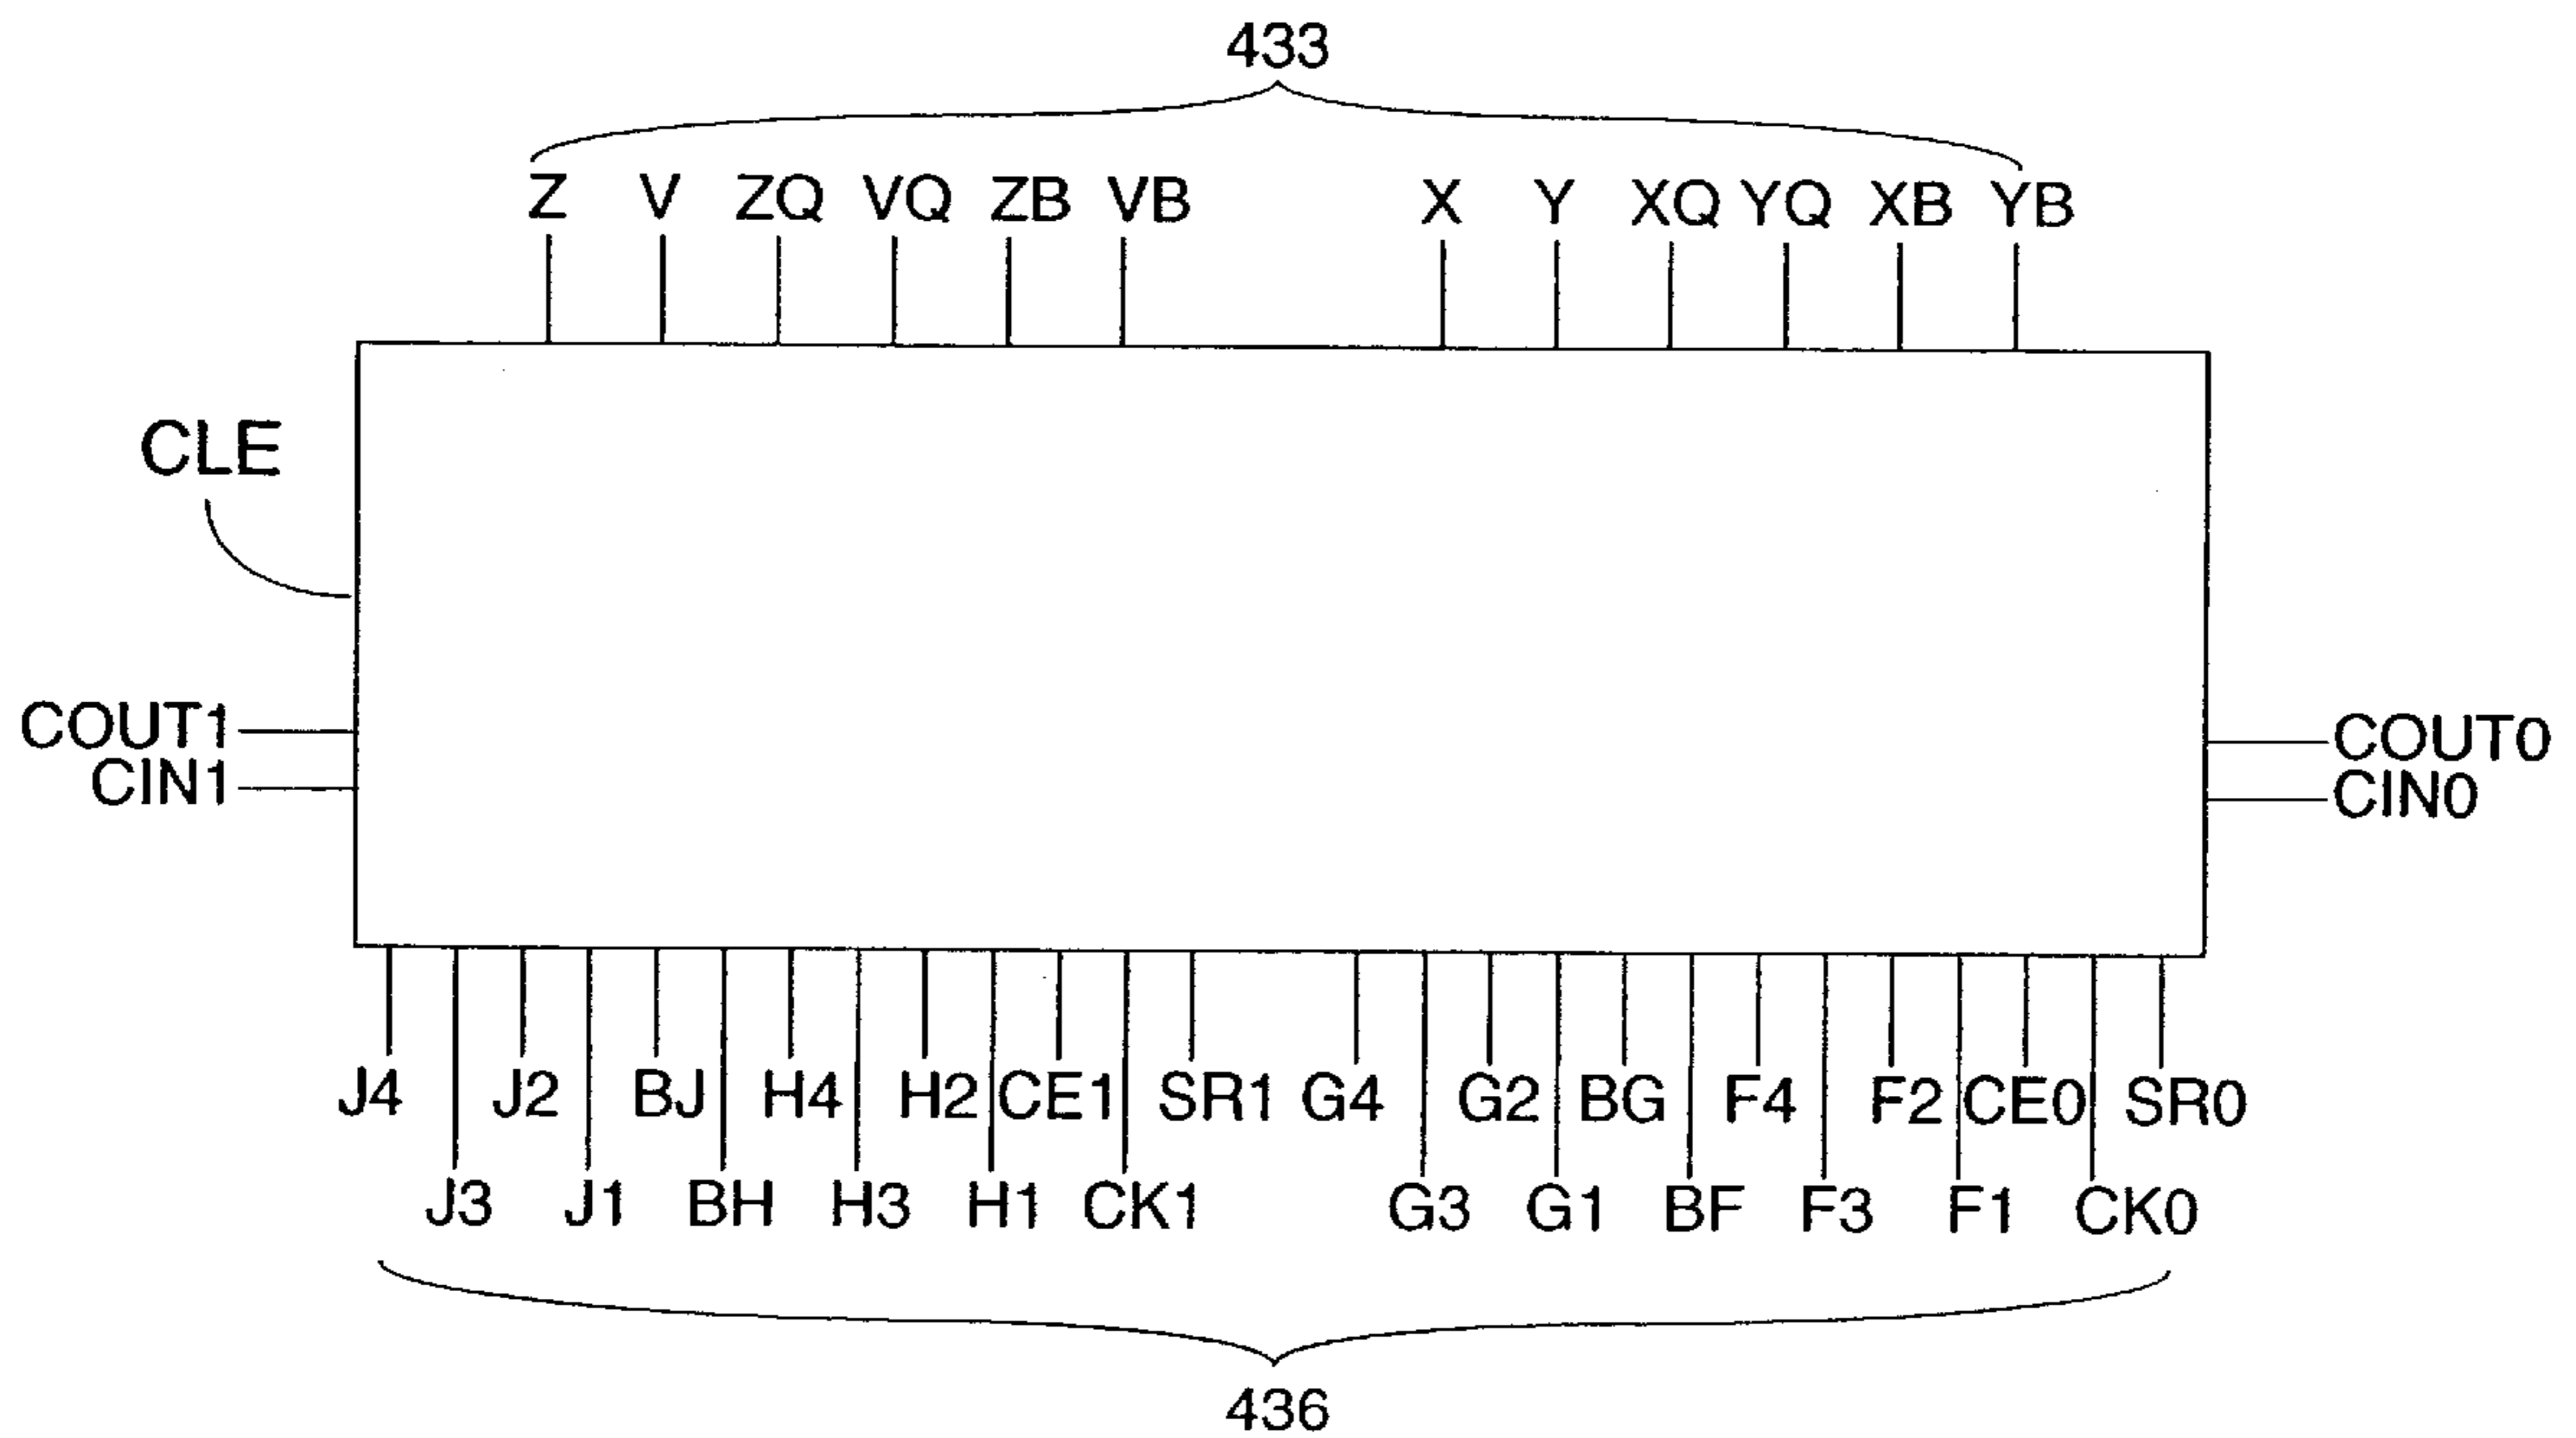 433
Z V ZQ VQ ZB VB X Y XQ YQ XB YB
CLE
COUT1 COUT0
CIN1 CIN0
J4 J2 BJ H4 H2 CE1 SR1 G4 G2 BG F4 F2 CE0 SR0
J3 J1 BH H3 H1 CK1 G3 G1 BF F3 F1 CK0
436